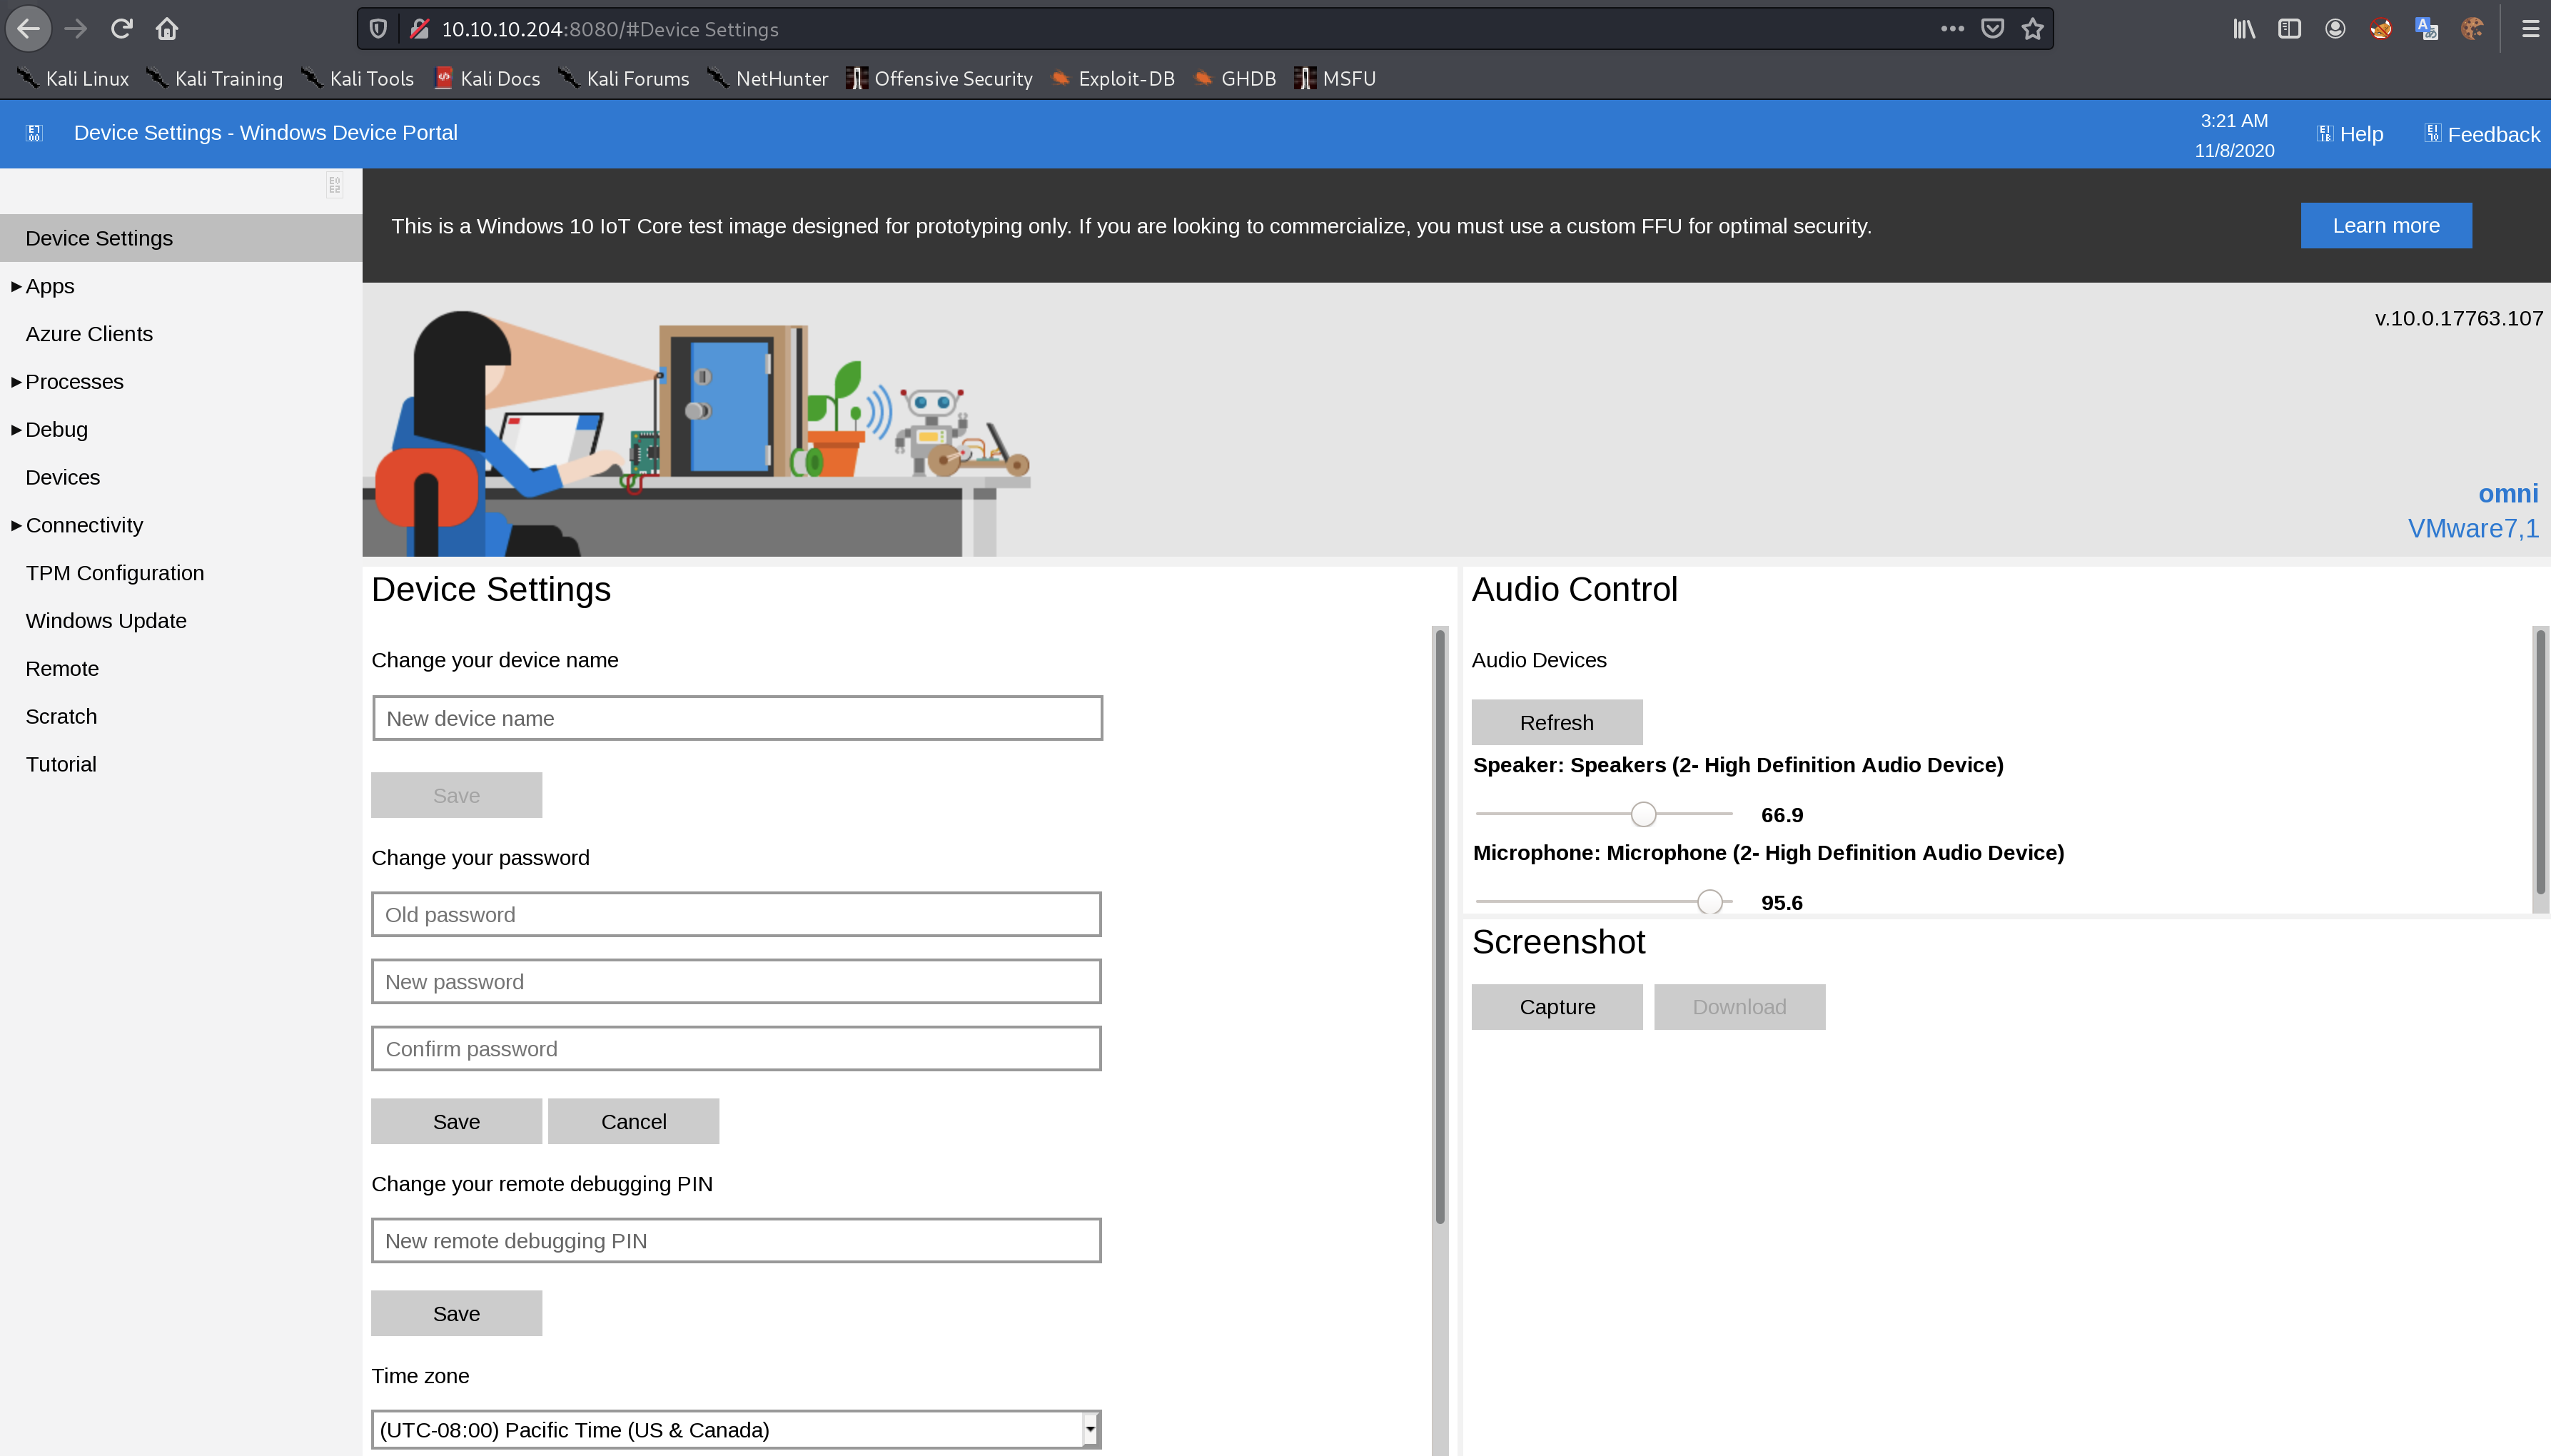 10.10.10.204:8080/#Device Settings
Kali Linux Kali Training Kali Tools Kali Docs Kali Forums NetHunter Offensive Security Exploit-DB GHDB MSFU
Device Settings - Windows Device Portal
3:21 AM
11/8/2020
Help
Feedback
Device Settings
Apps
Azure Clients
Processes
Debug
Devices
Connectivity
TPM Configuration
Windows Update
Remote
Scratch
Tutorial
This is a Windows 10 IoT Core test image designed for prototyping only. If you are looking to commercialize, you must use a custom FFU for optimal security.
Learn more
v.10.0.17763.107
omni
VMware7,1
Device Settings
Change your device name
New device name
Save
Change your password
Old password
New password
Confirm password
Save Cancel
Change your remote debugging PIN
New remote debugging PIN
Save
Time zone
(UTC-08:00) Pacific Time (US & Canada)
Audio Control
Audio Devices
Refresh
Speaker: Speakers (2- High Definition Audio Device)
66.9
Microphone: Microphone (2- High Definition Audio Device)
95.6
Screenshot
Capture Download